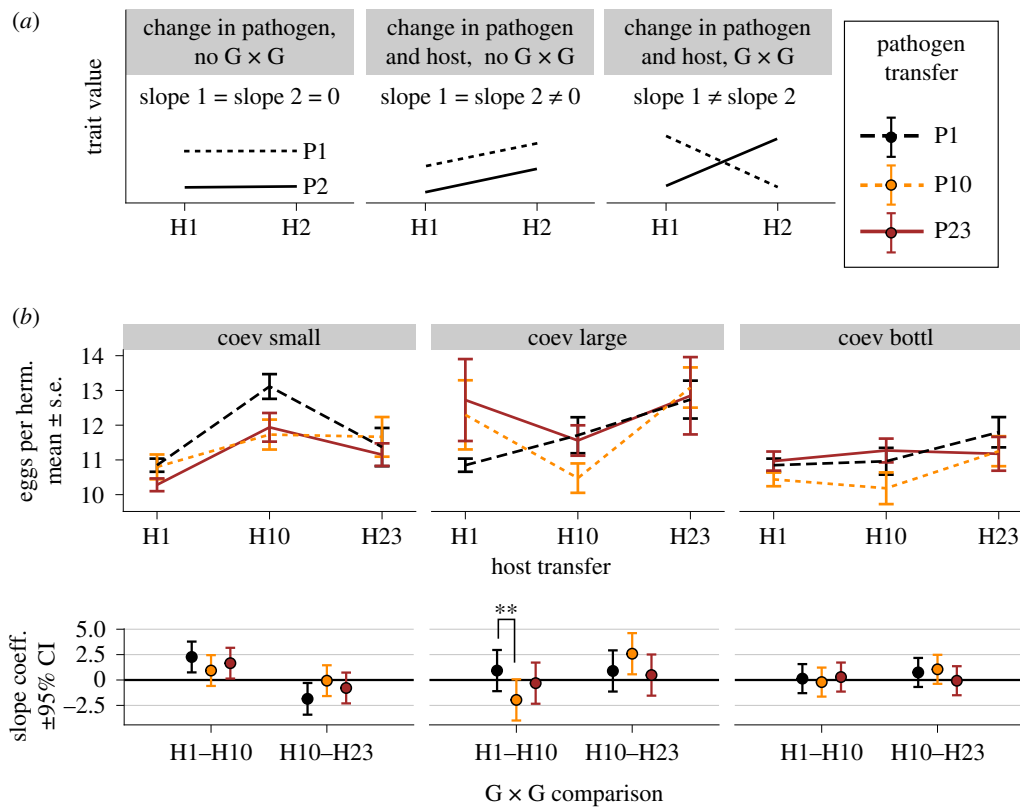 (a)
change in pathogen,
no G × G
change in pathogen
and host, no G × G
change in pathogen
and host, G × G
slope 1 = slope 2 = 0
slope 1 = slope 2 ≠ 0
slope 1 ≠ slope 2
trait value
P1
P2
H1 H2
H1 H2
H1 H2
pathogen
transfer
P1
P10
P23
(b)
coev small
coev large
coev bottl
eggs per herm.
mean ± s.e.
14
13
12
11
10
H1 H10 H23
H1 H10 H23
H1 H10 H23
host transfer
slope coeff.
±95% CI
5.0
2.5
0
−2.5
**
H1–H10 H10–H23
H1–H10 H10–H23
H1–H10 H10–H23
G × G comparison